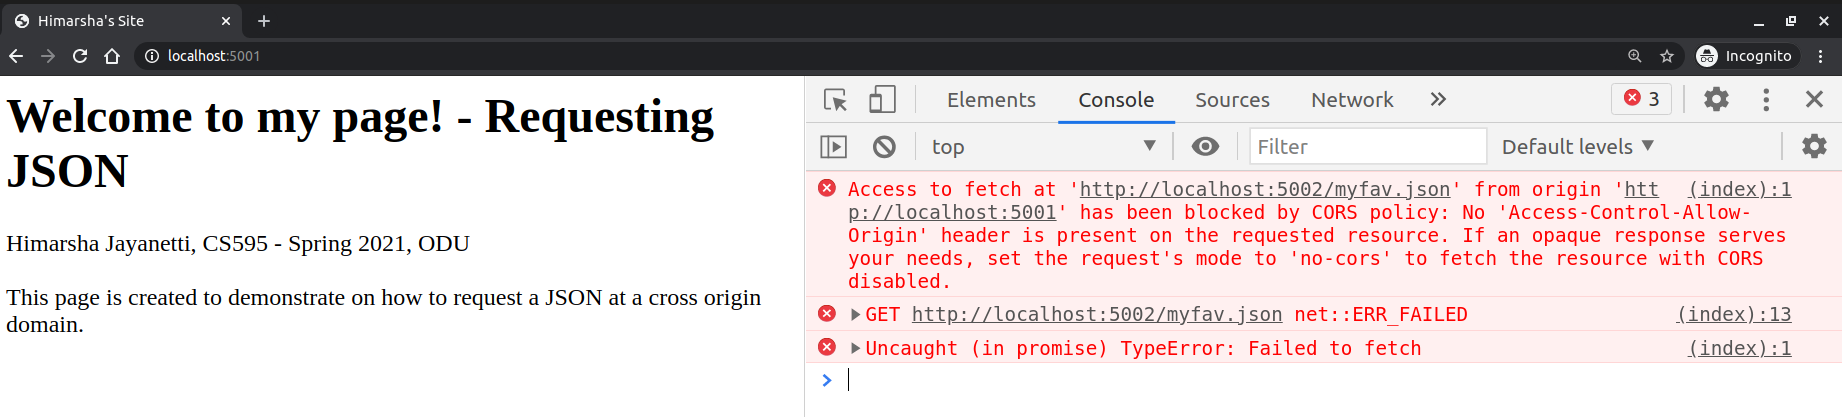 Himarsha's Site
localhost:5001
Incognito
Welcome to my page! - Requesting
JSON
Himarsha Jayanetti, CS595 - Spring 2021, ODU
This page is created to demonstrate on how to request a JSON at a cross origin
domain.
Elements Console Sources Network 3
top Filter Default levels
Access to fetch at 'http://localhost:5002/myfav.json' from origin 'htt (index):1
p://localhost:5001' has been blocked by CORS policy: No 'Access-Control-Allow-
Origin' header is present on the requested resource. If an opaque response serves
your needs, set the request's mode to 'no-cors' to fetch the resource with CORS
disabled.
GET http://localhost:5002/myfav.json net::ERR_FAILED (index):13
Uncaught (in promise) TypeError: Failed to fetch (index):1